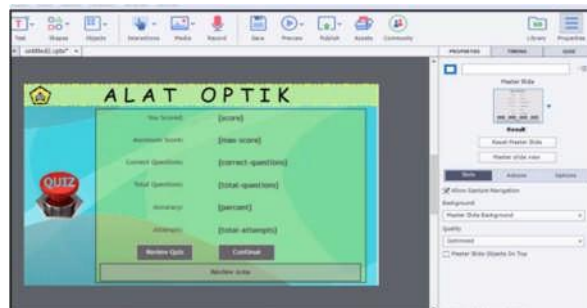 Text Shapes Objects Interactions Media Record Save Preview Publish Assets Community Library Properties
untitled1.cptx*
PROPERTIES TIMING QUIZ
ALAT OPTIK
Master Slide
You Scored: {score}
Maximum Score: {max-score}
Correct Questions: {correct-questions}
Total Questions: {total-questions}
Accuracy: {percent}
Attempts: {total-attempts}
Review Quiz Continue
Review Area
QUIZ
Result
Reset Master Slide
Master slide view
Style Actions Options
Allow Gesture Navigation
Background
Master Slide Background
Quality
Optimized
Master Slide Objects On Top